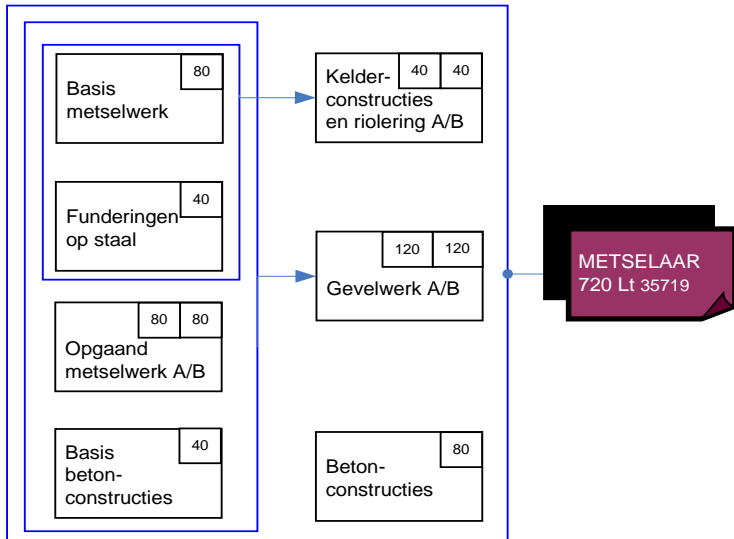 80
Basis
metselwerk
40
Funderingen
op staal
80 80
Opgaand
metselwerk A/B
40
Basis
beton-
constructies
40 40
Kelder-
constructies
en riolering A/B
120 120
Gevelwerk A/B
80
Beton-
constructies
METSELAAR
720 Lt 35719